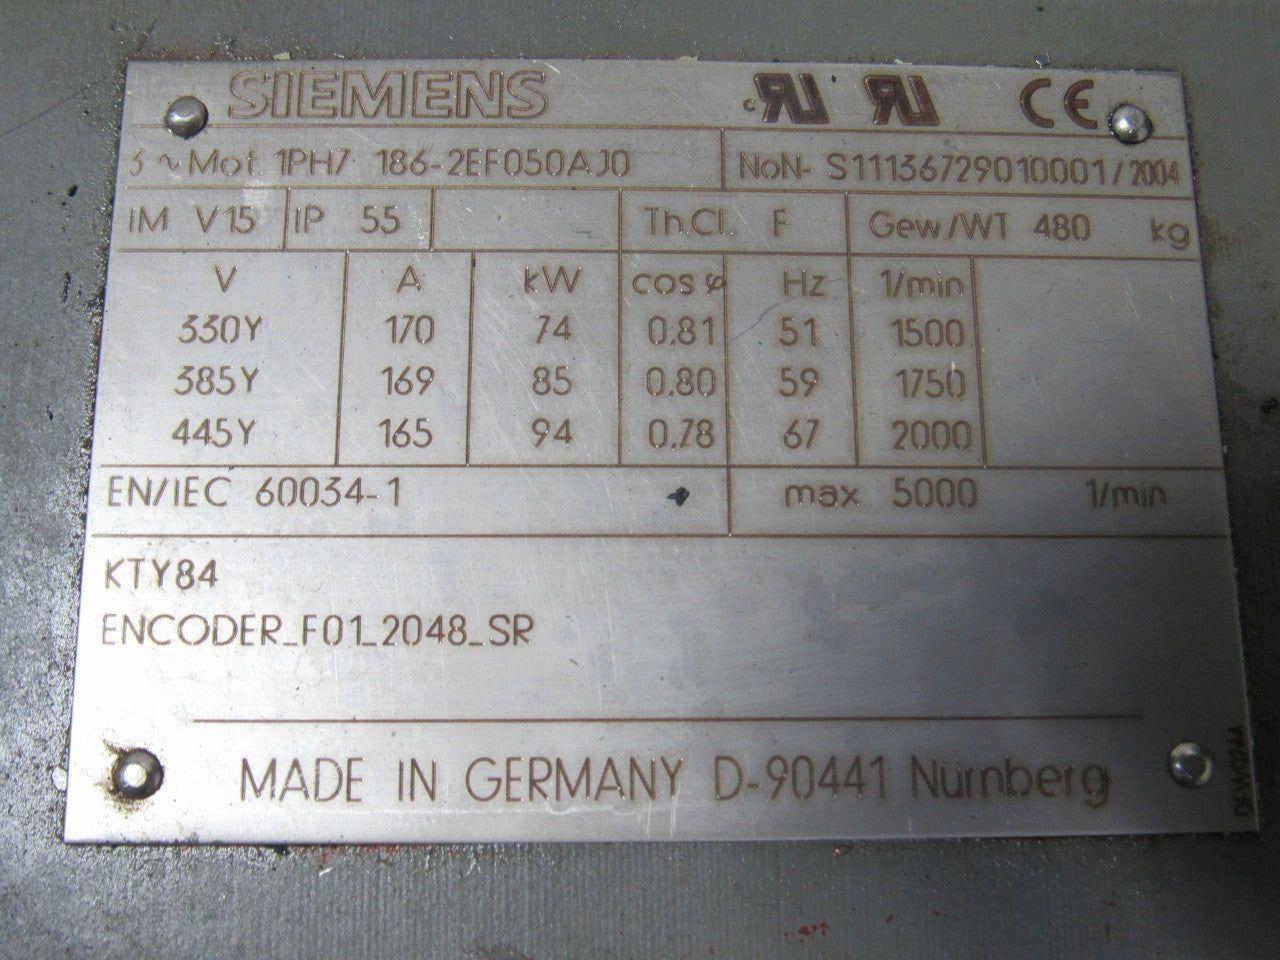 SIEMENS c RU RU CE
3 ~ Mot. 1PH7 186-2EF050AJ0 NoN- S11136729010001/2004
IM V15 IP 55 Th.Cl. F Gew./WT 480 kg
V A kW cos φ Hz 1/min
330Y 170 74 0,81 51 1500
385Y 169 85 0,80 59 1750
445Y 165 94 0,78 67 2000
EN/IEC 60034-1 max 5000 1/min
KTY84
ENCODER_F01_2048_SR
MADE IN GERMANY D-90441 Nürnberg